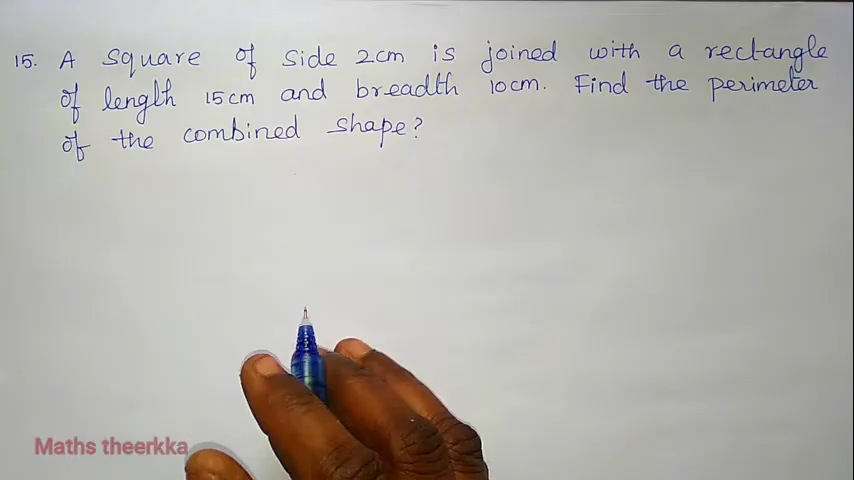 15. A square of side 2cm is joined with a rectangle
of length 15cm and breadth 10cm. Find the perimeter
of the combined shape?
Maths theerkka